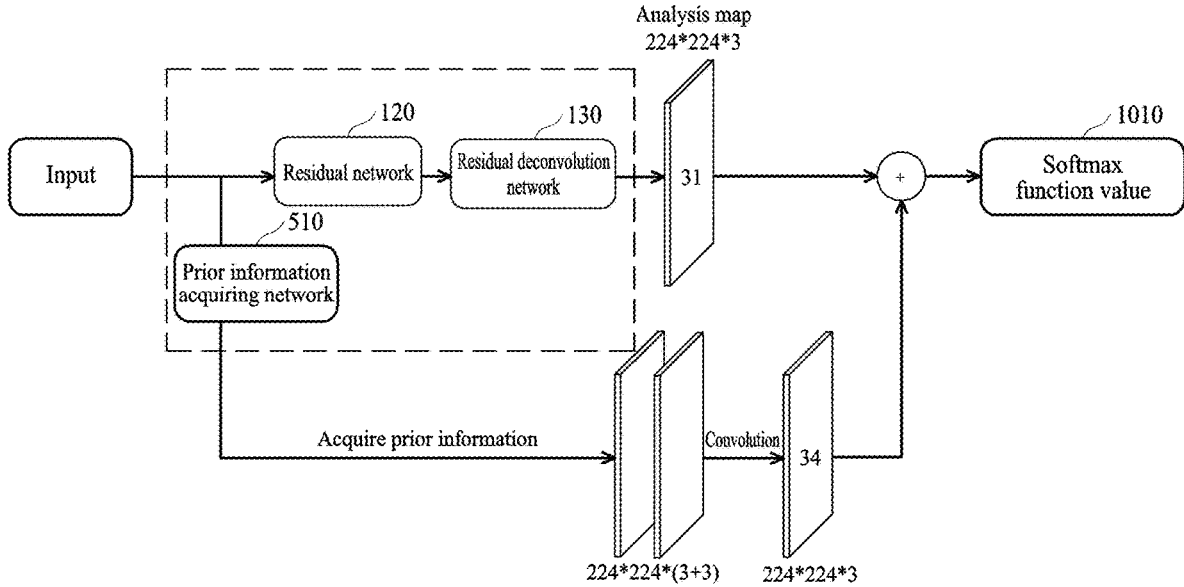 Analysis map
224*224*3
120
130
1010
Input
Residual network
Residual deconvolution
network
31
+
Softmax
function value
510
Prior information
acquiring network
Acquire prior information
Convolution
34
224*224*(3+3)
224*224*3